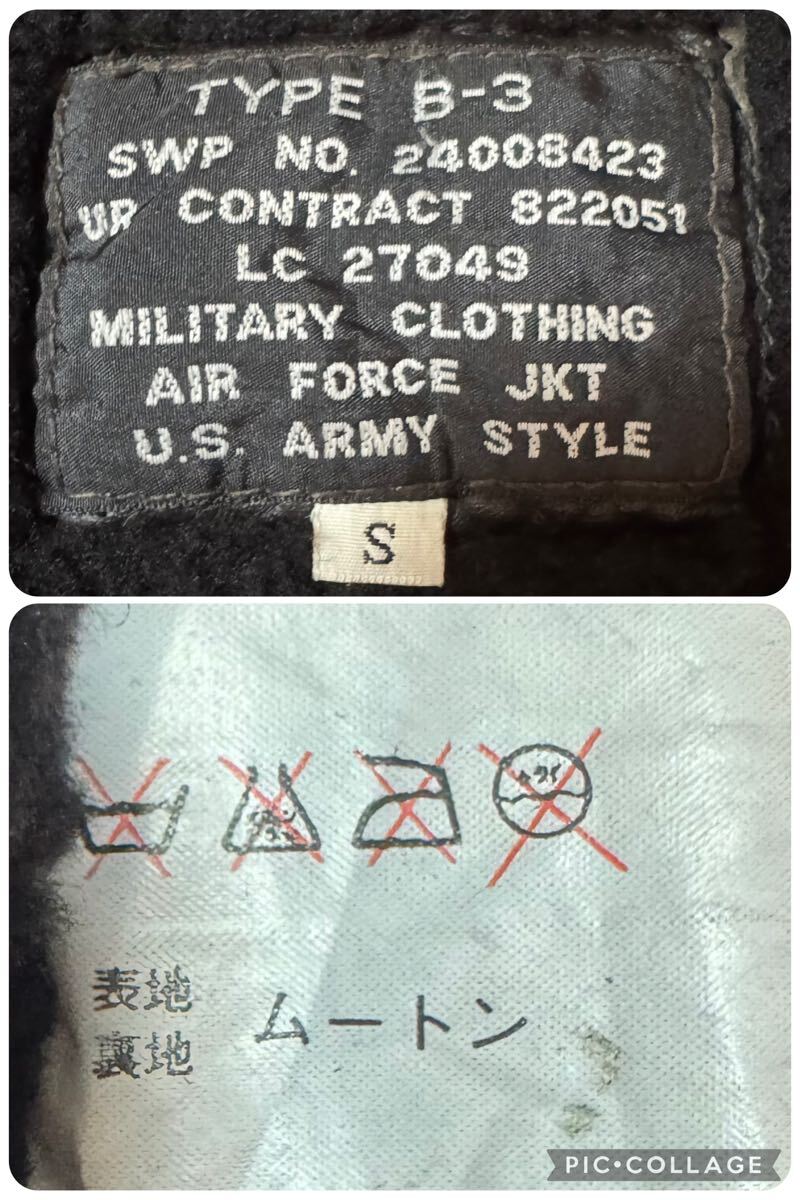 TYPE B-3
SWP NO. 24008423
UR CONTRACT 822051
LC 27049
MILITARY CLOTHING
AIR FORCE JKT
U.S. ARMY STYLE
S
表地
裏地
ムートン
PIC•COLLAGE